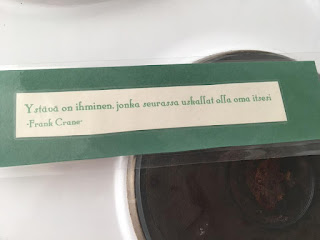 Ystävä on ihminen, jonka seurassa uskallat olla oma itsesi
-Frank Crane-